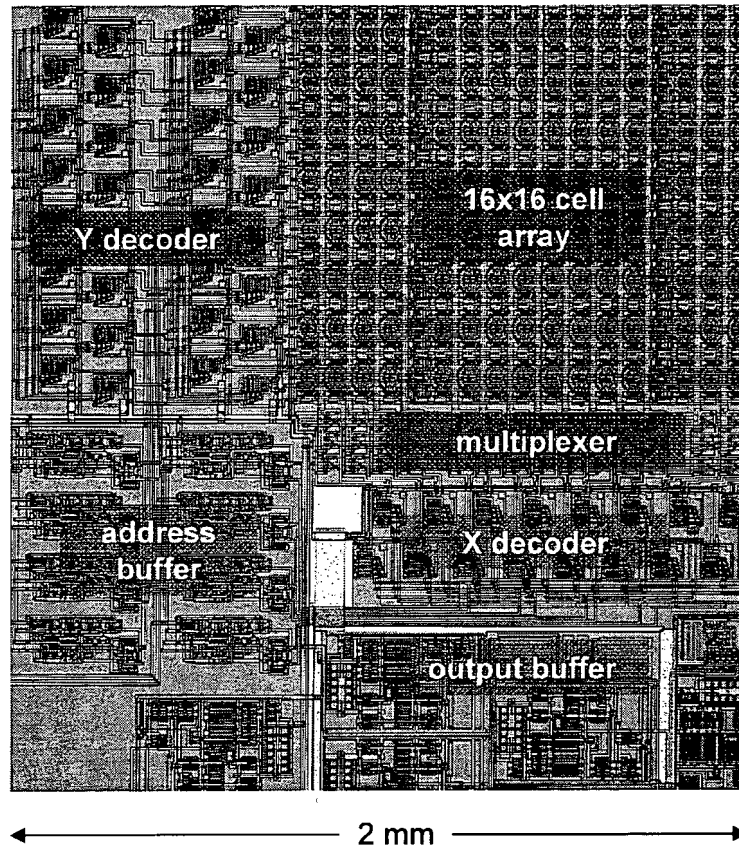 16x16 cell
array
Y decoder
multiplexer
address
buffer
X decoder
output buffer
2 mm